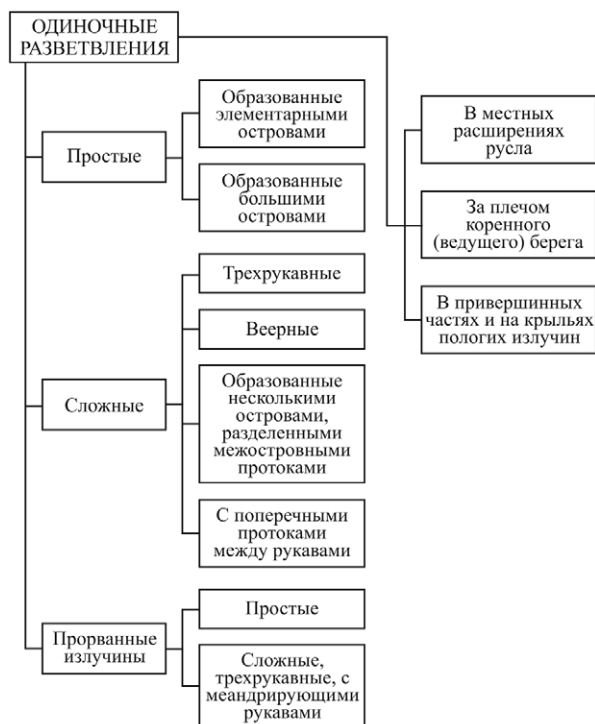 ОДИНОЧНЫЕ
РАЗВЕТВЛЕНИЯ
Простые
Образованные
элементарными
островами
Образованные
большими
островами
Сложные
Трехрукавные
Веерные
Образованные
несколькими
островами,
разделенными
межостровными
протоками
С поперечными
протоками
между рукавами
Прорванные
излучины
Простые
Сложные,
трехрукавные, с
меандрирующими
рукавами
В местных
расширениях
русла
За плечом
коренного
(ведущего) берега
В привершинных
частях и на крыльях
пологих излучин